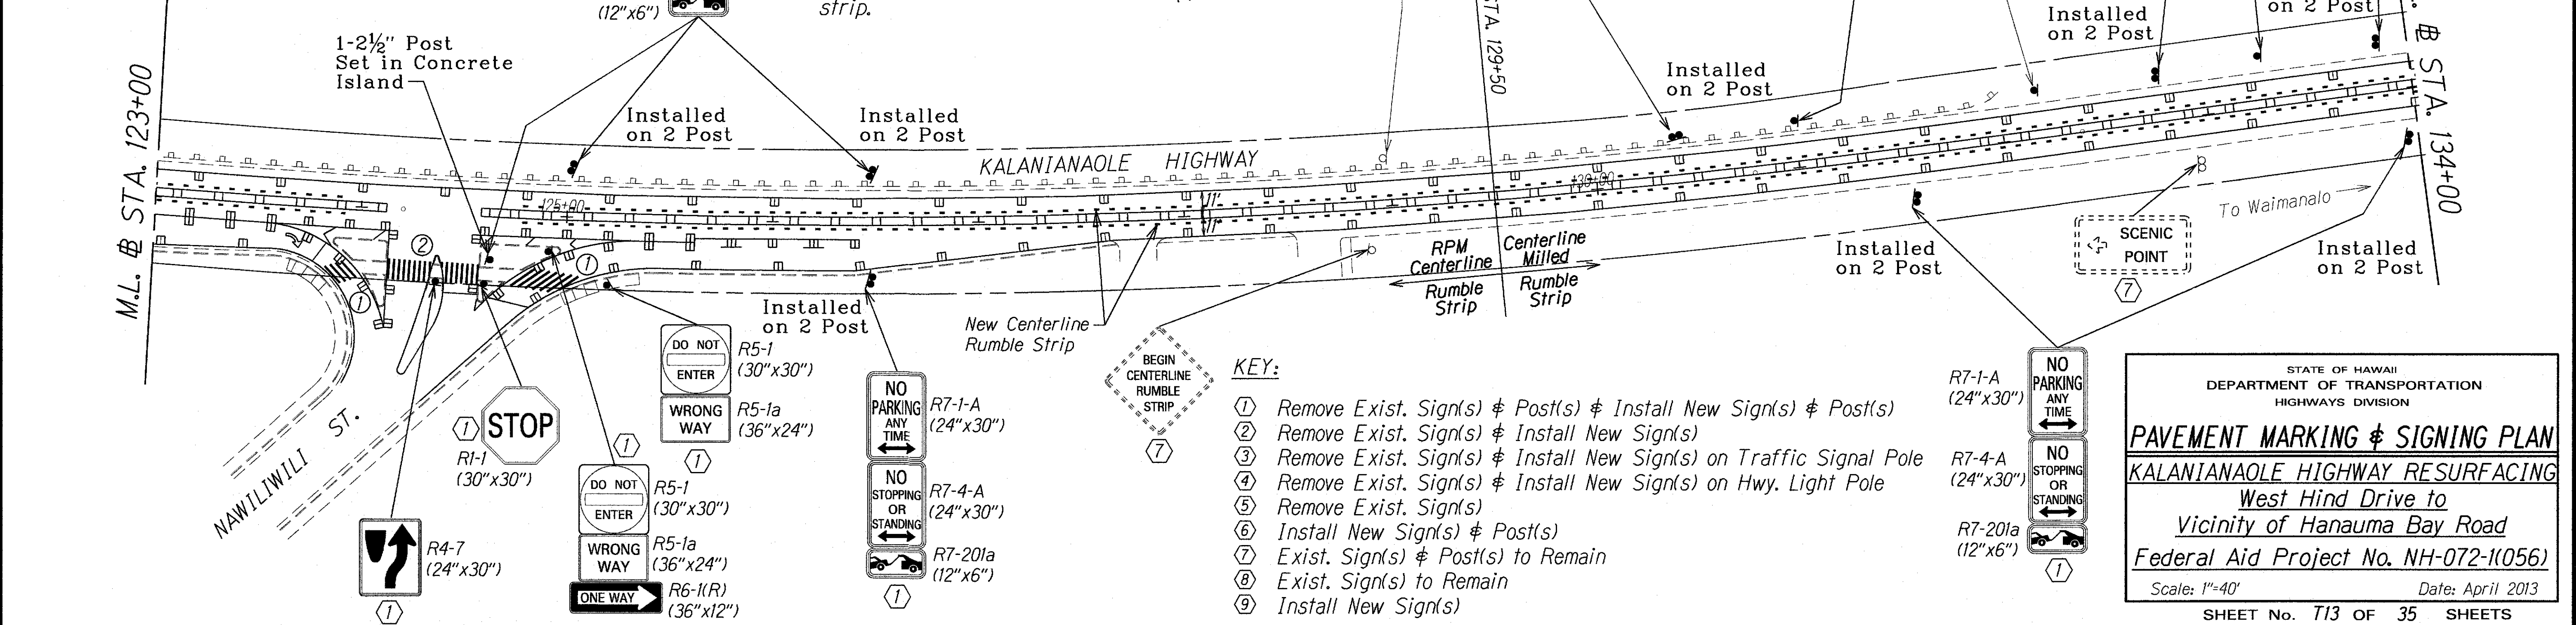 (12"x6")
strip.
1-2½" Post
Set in Concrete
Island
Installed
on 2 Post
Installed
on 2 Post
Installed
on 2 Post
Installed
on 2 Post
on 2 Post
M.L. ⅊ STA. 123+00
STA. 129+50
⅊ STA. 134+00
KALANIANAOLE HIGHWAY
125+00
130+00
11'
11'
2
1
1
RPM
Centerline
Rumble
Strip
Centerline
Milled
Rumble
Strip
To Waimanalo
SCENIC
POINT
7
Installed
on 2 Post
Installed
on 2 Post
Installed
on 2 Post
New Centerline
Rumble Strip
BEGIN
CENTERLINE
RUMBLE
STRIP
7
NAWILIWILI ST.
R4-7
(24"x30")
1
STOP
1
R1-1
(30"x30")
1
DO NOT
ENTER
R5-1
(30"x30")
WRONG
WAY
R5-1a
(36"x24")
ONE WAY
R6-1(R)
(36"x12")
DO NOT
ENTER
R5-1
(30"x30")
WRONG
WAY
R5-1a
(36"x24")
1
NO
PARKING
ANY
TIME
R7-1-A
(24"x30")
NO
STOPPING
OR
STANDING
R7-4-A
(24"x30")
R7-201a
(12"x6")
1
KEY:
1 Remove Exist. Sign(s) & Post(s) & Install New Sign(s) & Post(s)
2 Remove Exist. Sign(s) & Install New Sign(s)
3 Remove Exist. Sign(s) & Install New Sign(s) on Traffic Signal Pole
4 Remove Exist. Sign(s) & Install New Sign(s) on Hwy. Light Pole
5 Remove Exist. Sign(s)
6 Install New Sign(s) & Post(s)
7 Exist. Sign(s) & Post(s) to Remain
8 Exist. Sign(s) to Remain
9 Install New Sign(s)
R7-1-A
(24"x30")
NO
PARKING
ANY
TIME
R7-4-A
(24"x30")
NO
STOPPING
OR
STANDING
R7-201a
(12"x6")
1
STATE OF HAWAII
DEPARTMENT OF TRANSPORTATION
HIGHWAYS DIVISION
PAVEMENT MARKING & SIGNING PLAN
KALANIANAOLE HIGHWAY RESURFACING
West Hind Drive to
Vicinity of Hanauma Bay Road
Federal Aid Project No. NH-072-1(056)
Scale: 1"=40' Date: April 2013
SHEET No. T13 OF 35 SHEETS